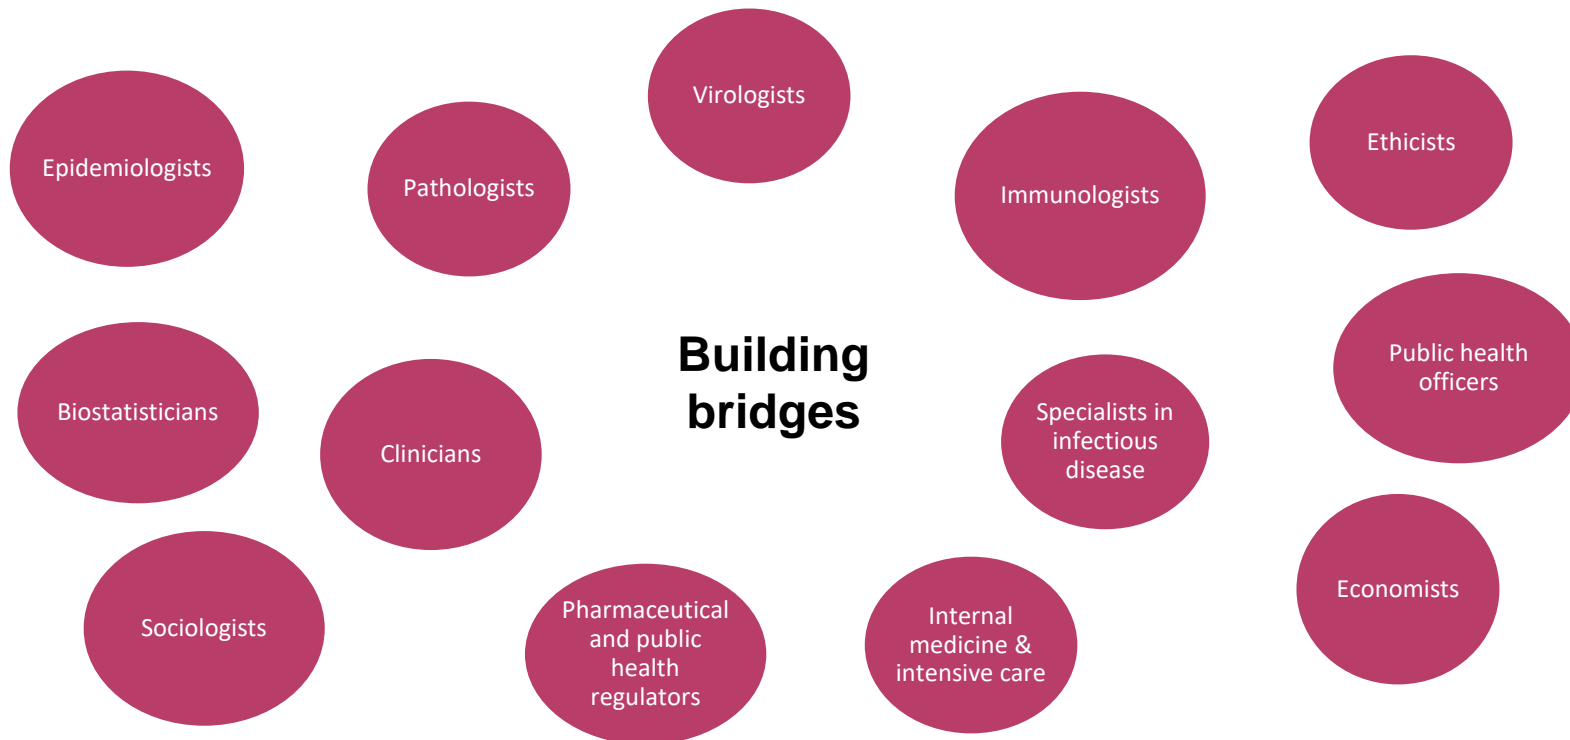 Virologists
Ethicists
Epidemiologists
Pathologists
Immunologists
Building
bridges
Public health
officers
Biostatisticians
Clinicians
Specialists in
infectious
disease
Economists
Sociologists
Pharmaceutical
and public
health
regulators
Internal
medicine &
intensive care